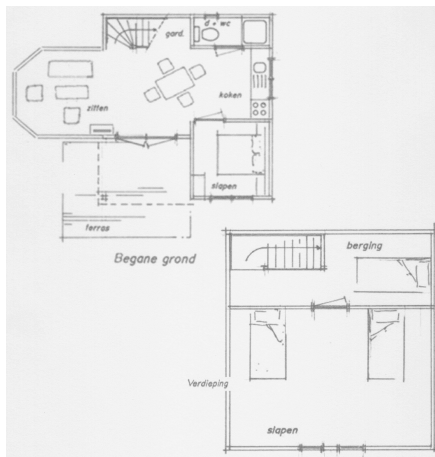 d + wc
gard.
zitten
koken
slapen
terras
Begane grond
berging
Verdieping
slapen